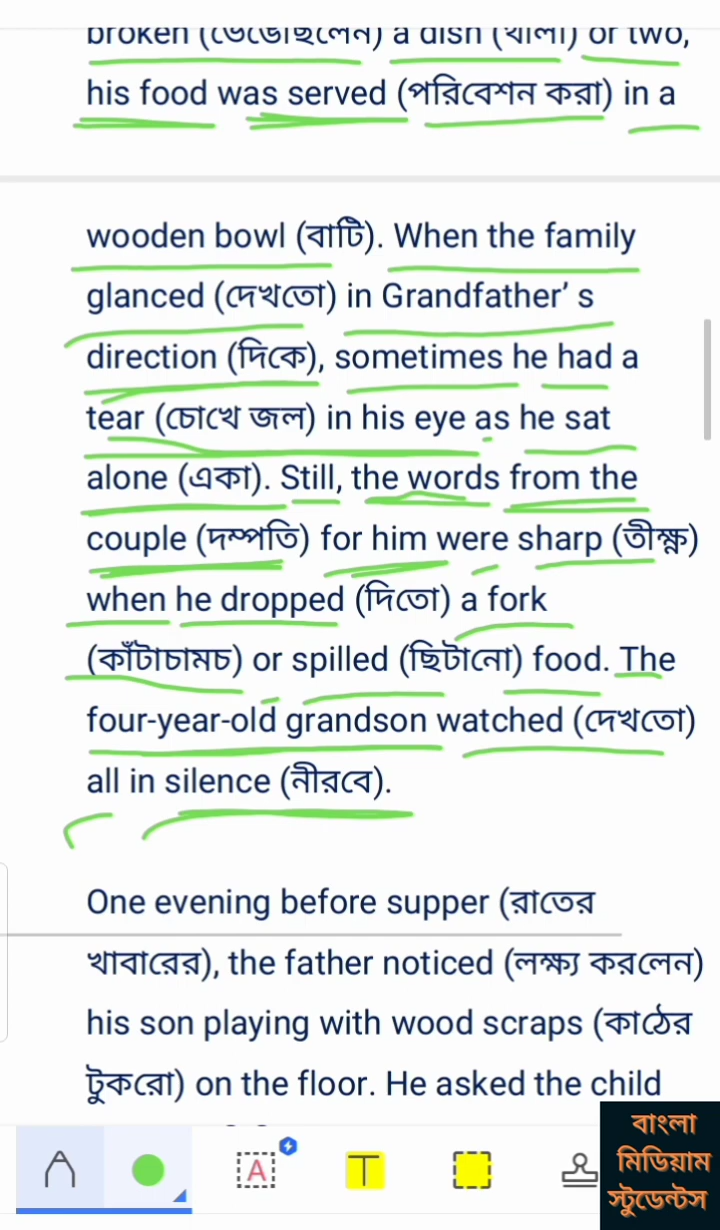 broken (ভেঙেছিলেন) a dish (থালা) or two,
his food was served (পরিবেশন করা) in a
wooden bowl (বাটি). When the family
glanced (দেখতো) in Grandfather’ s
direction (দিকে), sometimes he had a
tear (চোখে জল) in his eye as he sat
alone (একা). Still, the words from the
couple (দম্পতি) for him were sharp (তীক্ষ্ণ)
when he dropped (দিতো) a fork
(কাঁটাচামচ) or spilled (ছিটানো) food. The
four-year-old grandson watched (দেখতো)
all in silence (নীরবে).
One evening before supper (রাতের
খাবারের), the father noticed (লক্ষ্য করলেন)
his son playing with wood scraps (কাঠের
টুকরো) on the floor. He asked the child
A
T
বাংলা
মিডিয়াম
স্টুডেন্টস